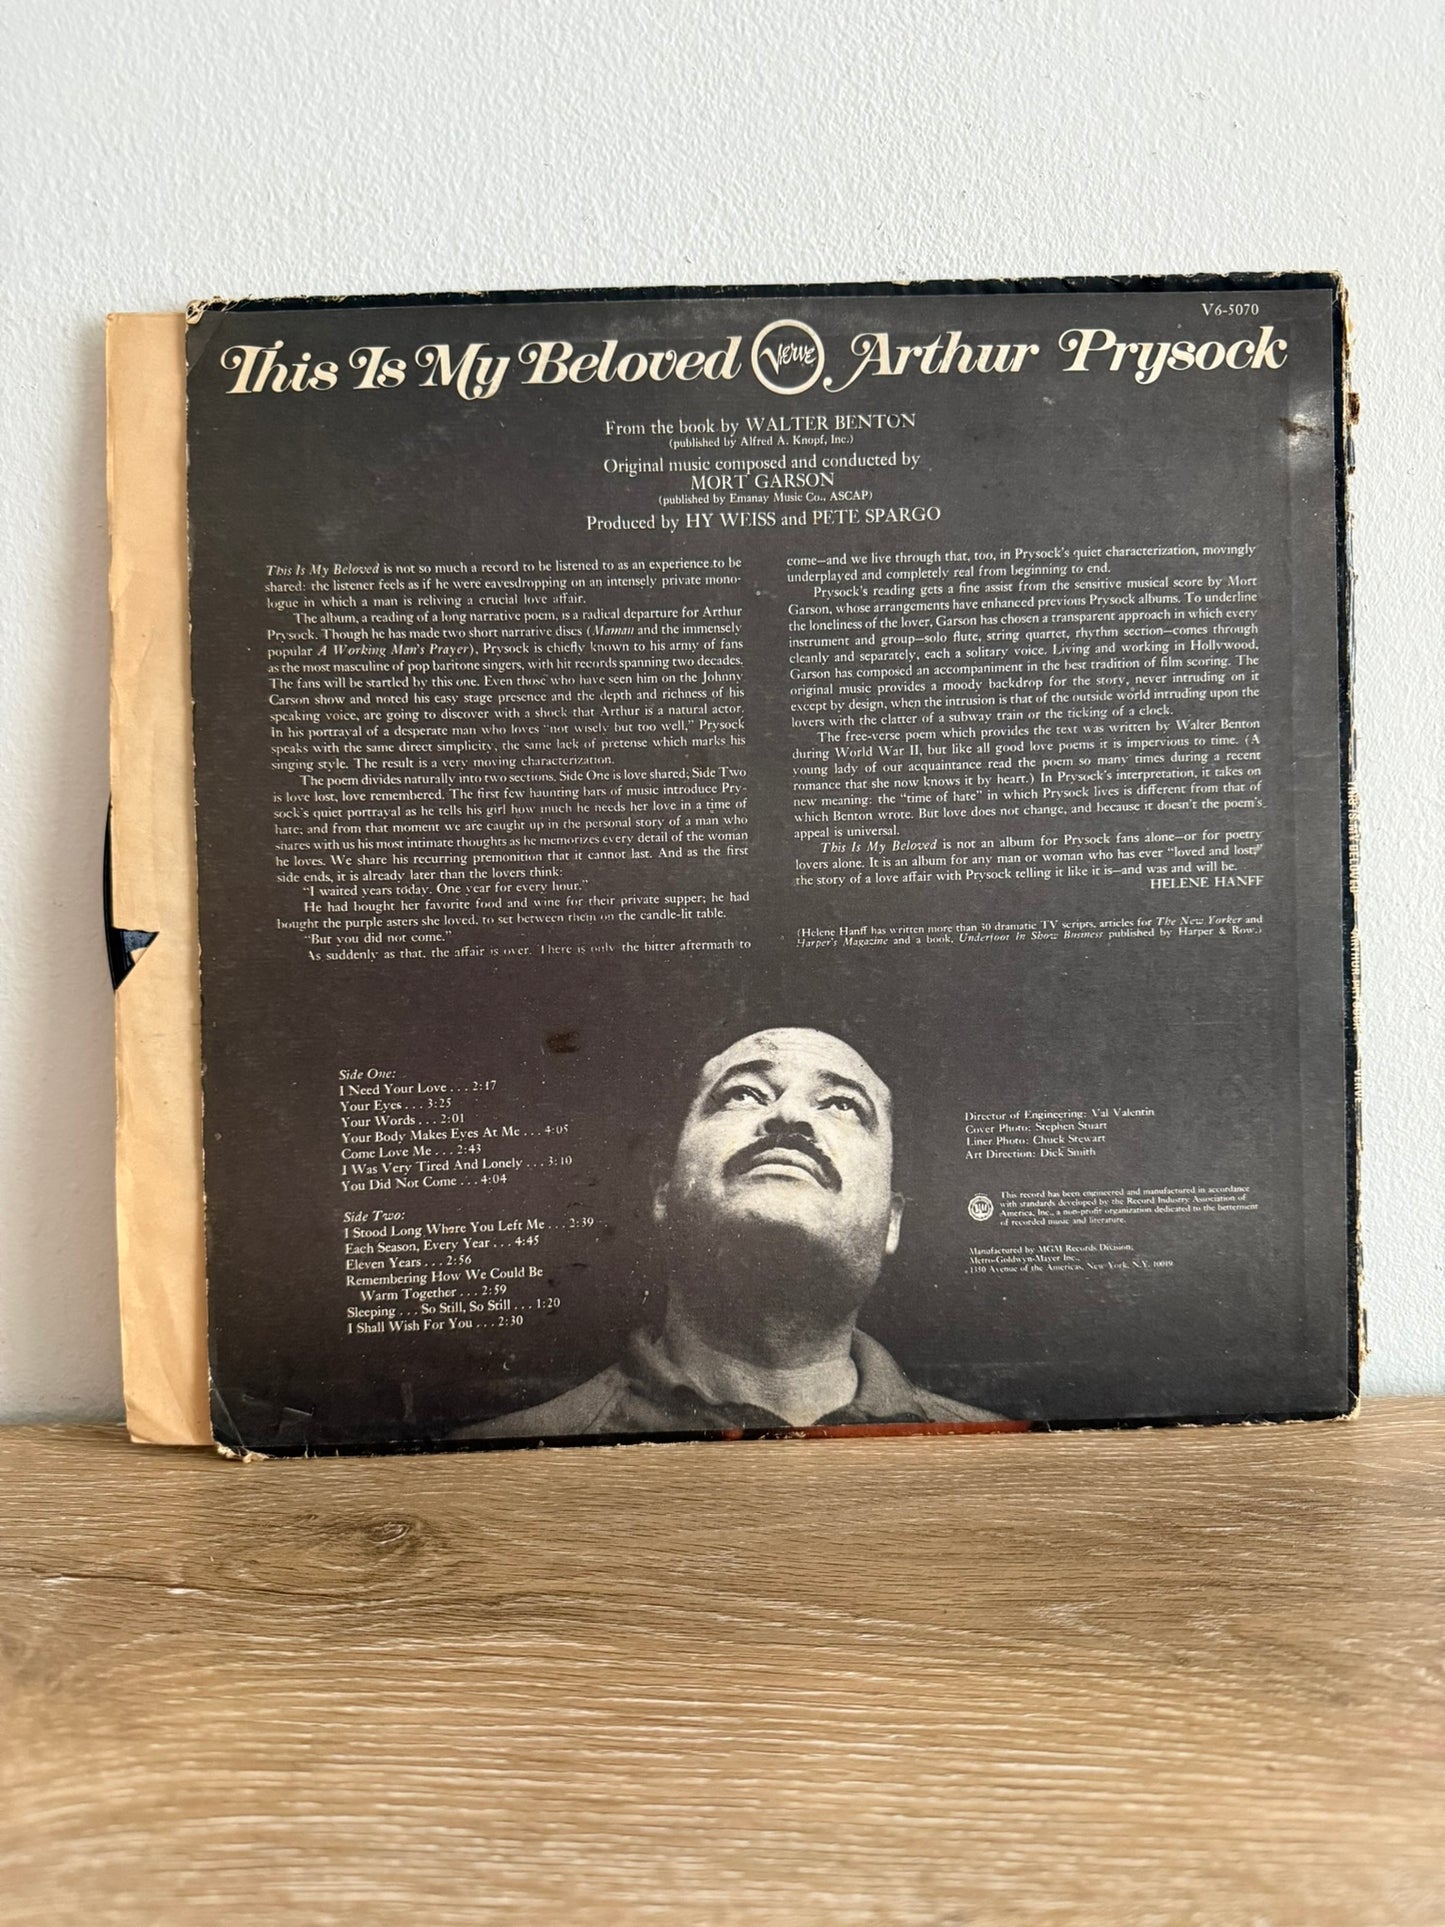 V6-5070
This Is My Beloved Verve Arthur Prysock
From the book by WALTER BENTON
(published by Alfred A. Knopf, Inc.)
Original music composed and conducted by
MORT GARSON
(published by Emanay Music Co., ASCAP)
Produced by HY WEISS and PETE SPARGO
This Is My Beloved is not so much a record to be listened to as an experience to be
shared: the listener feels as if he were eavesdropping on an intensely private mono-
logue in which a man is reliving a crucial love affair.
The album, a reading of a long narrative poem, is a radical departure for Arthur
Prysock. Though he has made two short narrative discs (Maman and the immensely
popular A Working Man's Prayer), Prysock is chiefly known to his army of fans
as the most masculine of pop baritone singers, with hit records spanning two decades.
The fans will be startled by this one. Even those who have seen him on the Johnny
Carson show and noted his easy stage presence and the depth and richness of his
speaking voice, are going to discover with a shock that Arthur is a natural actor.
In his portrayal of a desperate man who loves "not wisely but too well," Prysock
speaks with the same direct simplicity, the same lack of pretense which marks his
singing style. The result is a very moving characterization.
The poem divides naturally into two sections. Side One is love shared; Side Two
is love lost, love remembered. The first few haunting bars of music introduce Pry-
sock's quiet portrayal as he tells his girl how much he needs her love in a time of
hate; and from that moment we are caught up in the personal story of a man who
shares with us his most intimate thoughts as he memorizes every detail of the woman
he loves. We share his recurring premonition that it cannot last. And as the first
side ends, it is already later than the lovers think:
"I waited years today. One year for every hour."
He had bought her favorite food and wine for their private supper; he had
bought the purple asters she loved, to set between them on the candle-lit table.
"But you did not come."
As suddenly as that, the affair is over. There is only the bitter aftermath to
come—and we live through that, too, in Prysock's quiet characterization, movingly
underplayed and completely real from beginning to end.
Prysock's reading gets a fine assist from the sensitive musical score by Mort
Garson, whose arrangements have enhanced previous Prysock albums. To underline
the loneliness of the lover, Garson has chosen a transparent approach in which every
instrument and group—solo flute, string quartet, rhythm section—comes through
cleanly and separately, each a solitary voice. Living and working in Hollywood,
Garson has composed an accompaniment in the best tradition of film scoring. The
original music provides a moody backdrop for the story, never intruding on it
except by design, when the intrusion is that of the outside world intruding upon the
lovers with the clatter of a subway train or the ticking of a clock.
The free-verse poem which provides the text was written by Walter Benton
during World War II, but like all good love poems it is impervious to time. (A
young lady of our acquaintance read the poem so many times during a recent
romance that she now knows it by heart.) In Prysock's interpretation, it takes on
new meaning: the "time of hate" in which Prysock lives is different from that of
which Benton wrote. But love does not change, and because it doesn't the poem's
appeal is universal.
This Is My Beloved is not an album for Prysock fans alone—or for poetry
lovers alone. It is an album for any man or woman who has ever "loved and lost;"
the story of a love affair with Prysock telling it like it is—and was and will be.
HELENE HANFF
(Helene Hanff has written more than 30 dramatic TV scripts, articles for The New Yorker and
Harper's Magazine and a book, Underfoot in Show Business published by Harper & Row.)
Side One:
I Need Your Love . . . 2:17
Your Eyes . . . 3:25
Your Words . . . 2:01
Your Body Makes Eyes At Me . . . 4:05
Come Love Me . . . 2:43
I Was Very Tired And Lonely . . . 3:10
You Did Not Come . . . 4:04
Side Two:
I Stood Long Where You Left Me . . . 2:39
Each Season, Every Year . . . 4:45
Eleven Years . . . 2:56
Remembering How We Could Be
Warm Together . . . 2:59
Sleeping . . . So Still, So Still . . . 1:20
I Shall Wish For You . . . 2:30
Director of Engineering: Val Valentin
Cover Photo: Stephen Stuart
Liner Photo: Chuck Stewart
Art Direction: Dick Smith
This record has been engineered and manufactured in accordance
with standards developed by the Record Industry Association of
America, Inc., a non-profit organization dedicated to the betterment
of recorded music and literature.
Manufactured by MGM Records Division,
Metro-Goldwyn-Mayer Inc.,
1350 Avenue of the Americas, New York, N.Y. 10019